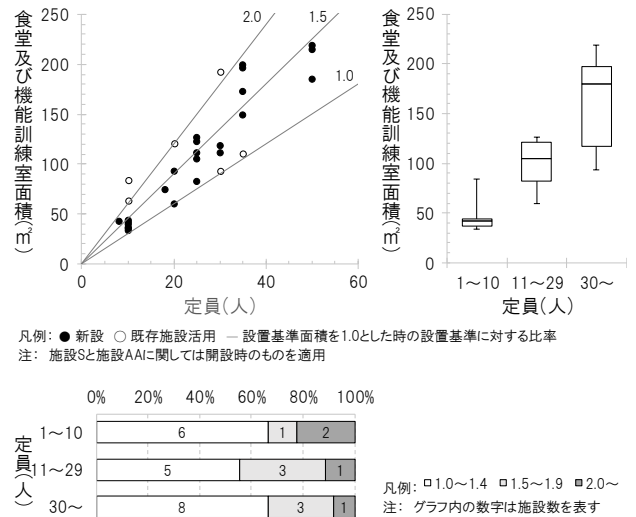 食堂及び機能訓練室面積(㎡)
250
200
150
100
50
0
2.0
1.5
1.0
0 20 40 60
定員(人)
食堂及び機能訓練室面積(㎡)
250
200
150
100
50
0
1～10 11～29 30～
定員(人)
凡例: ● 新設 ○ 既存施設活用 ― 設置基準面積を1.0とした時の設置基準に対する比率
注: 施設Sと施設AAに関しては開設時のものを適用
0% 20% 40% 60% 80% 100%
定員(人)
1～10 6 1 2
11～29 5 3 1
30～ 8 3 1
凡例: □1.0～1.4 □1.5～1.9 ■2.0～
注: グラフ内の数字は施設数を表す